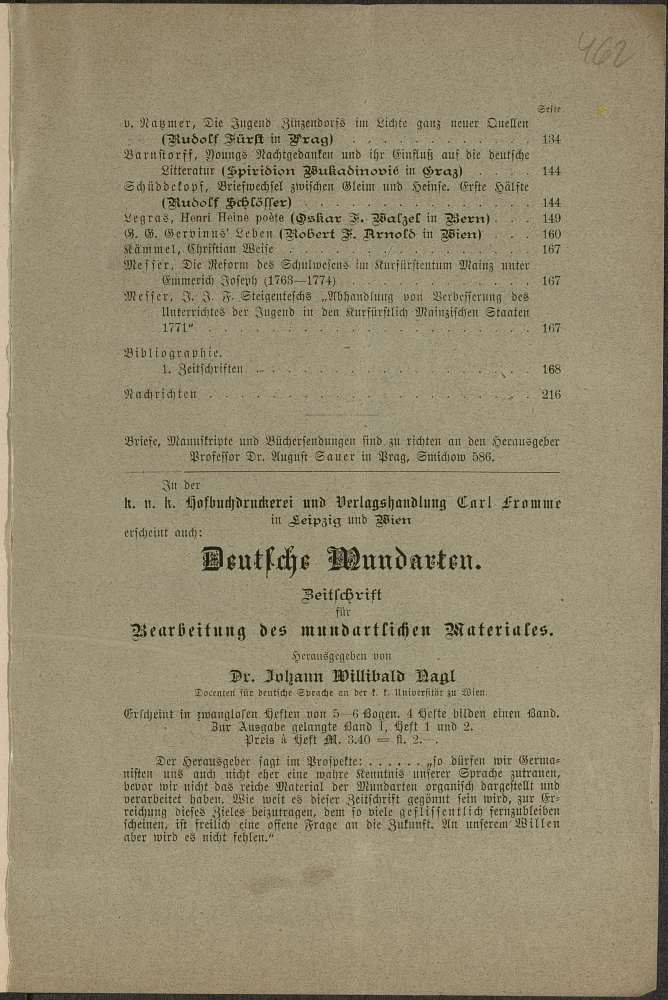 462
Seite
v. Natzmer, Die Jugend Zinzendorfs im Lichte ganz neuer Quellen
(Rudolf Fürst in Prag) . . . . . . . . . . . . . 134
Barnstorff, Youngs Nachtgedanken und ihr Einfluß auf die deutsche
Litteratur (Spiridion Wukadinović in Graz) . . . . 144
Schüddekopf, Briefwechsel zwischen Gleim und Heinse. Erste Hälfte
(Rudolf Schlösser) . . . . . . . . . . . . . . . 144
Legras, Henri Heine poète (Oskar F. Walzel in Bern) . . . 149
G. G. Gervinus' Leben (Robert F. Arnold in Wien) . . . 160
Kämmel, Christian Weise . . . . . . . . . . . . . . . 167
Messer, Die Reform des Schulwesens im Kurfürstentum Mainz unter
Emmerich Joseph (1763—1774) . . . . . . . . . . . 167
Messer, J. J. F. Steigenteschs „Abhandlung von Verbesserung des
Unterrichtes der Jugend in den Kurfürstlich Mainzischen Staaten
1771“ . . . . . . . . . . . . . . . . . . . . 167
Bibliographie.
1. Zeitschriften . . . . . . . . . . . . . . . . . 168
Nachrichten . . . . . . . . . . . . . . . . . . . . 216
Briefe, Manuskripte und Büchersendungen sind zu richten an den Herausgeber
Professor Dr. August Sauer in Prag, Smichow 586.
In der
k. u. k. Hofbuchdruckerei und Verlagshandlung Carl Fromme
in Leipzig und Wien
erscheint auch:
Deutsche Mundarten.
Zeitschrift
für
Bearbeitung des mundartlichen Materiales.
Herausgegeben von
Dr. Johann Willibald Nagl
Docenten für deutsche Sprache an der k. k. Universität zu Wien.
Erscheint in zwanglosen Heften von 5—6 Bogen. 4 Hefte bilden einen Band.
Zur Ausgabe gelangte Band I, Heft 1 und 2.
Preis à Heft M. 3.40 = fl. 2.—.
Der Herausgeber sagt im Prospekte: . . . . . . „so dürfen wir Germa-
nisten uns auch nicht eher eine wahre Kenntnis unserer Sprache zutrauen,
bevor wir nicht das reiche Material der Mundarten organisch dargestellt und
verarbeitet haben. Wie weit es dieser Zeitschrift gegönnt sein wird, zur Er-
reichung dieses Zieles beizutragen, dem so viele geflissentlich fernzubleiben
scheinen, ist freilich eine offene Frage an die Zukunft. An unserem Willen
aber wird es nicht fehlen.“